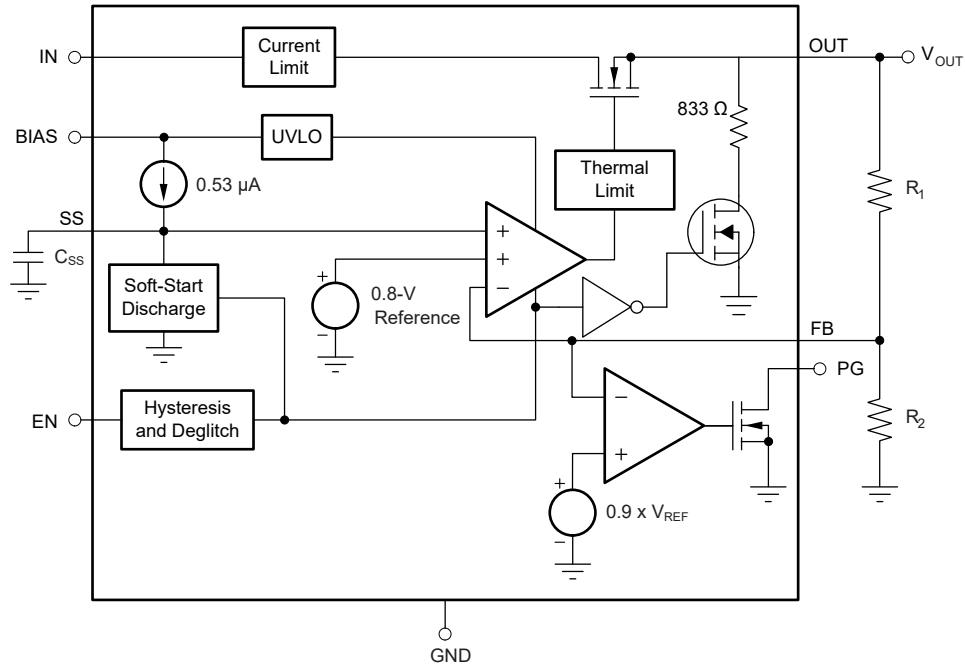 IN
Current
Limit
OUT
V_OUT
833 Ω
BIAS
UVLO
Thermal
Limit
0.53 µA
R_1
SS
C_SS
+
+
−
Soft-Start
Discharge
+
0.8-V
Reference
−
FB
PG
EN
Hysteresis
and Deglitch
−
R_2
+
+
0.9 x V_REF
−
GND